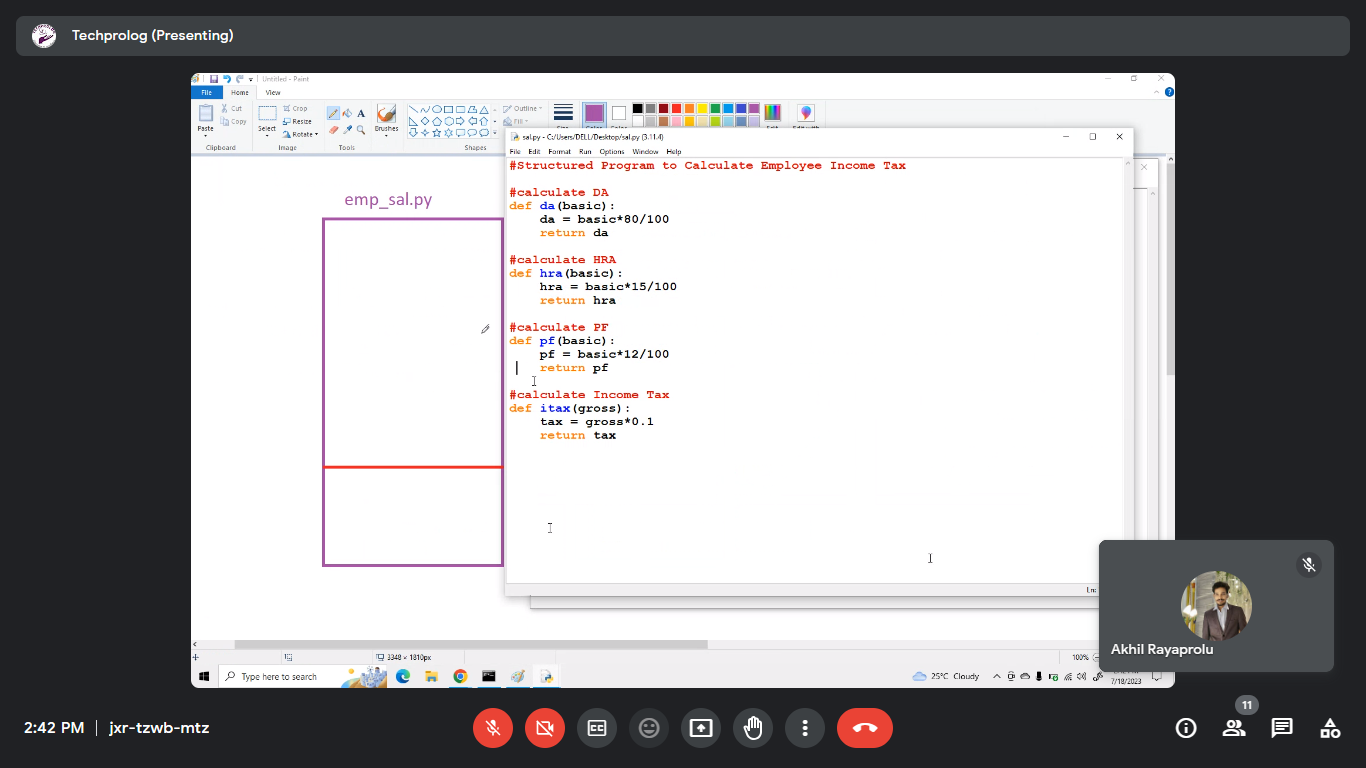 Techprolog (Presenting)
Untitled - Paint
File Home View
Cut
Copy
Paste
Clipboard
Crop
Resize
Rotate
Select
Image
Tools
Brushes
Outline
Fill
Shapes
sal.py - C:/Users/DELL/Desktop/sal.py (3.11.4)
File Edit Format Run Options Window Help
#Structured Program to Calculate Employee Income Tax
#calculate DA
def da(basic):
da = basic*80/100
return da
#calculate HRA
def hra(basic):
hra = basic*15/100
return hra
#calculate PF
def pf(basic):
pf = basic*12/100
return pf
#calculate Income Tax
def itax(gross):
tax = gross*0.1
return tax
Ln:
emp_sal.py
3348 × 1810px
100%
Type here to search
25°C Cloudy
7/18/2023
Akhil Rayaprolu
2:42 PM | jxr-tzwb-mtz
CC
11